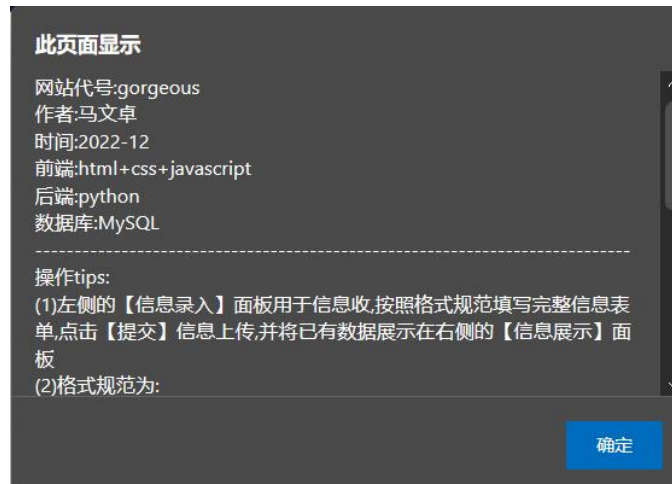 此页面显示
网站代号:gorgeous
作者:马文卓
时间:2022-12
前端:html+css+javascript
后端:python
数据库:MySQL
--------------------------------------------------------------------------
操作tips:
(1)左侧的【信息录入】面板用于信息收,按照格式规范填写完整信息表
单,点击【提交】信息上传,并将已有数据展示在右侧的【信息展示】面
板
(2)格式规范为:
确定